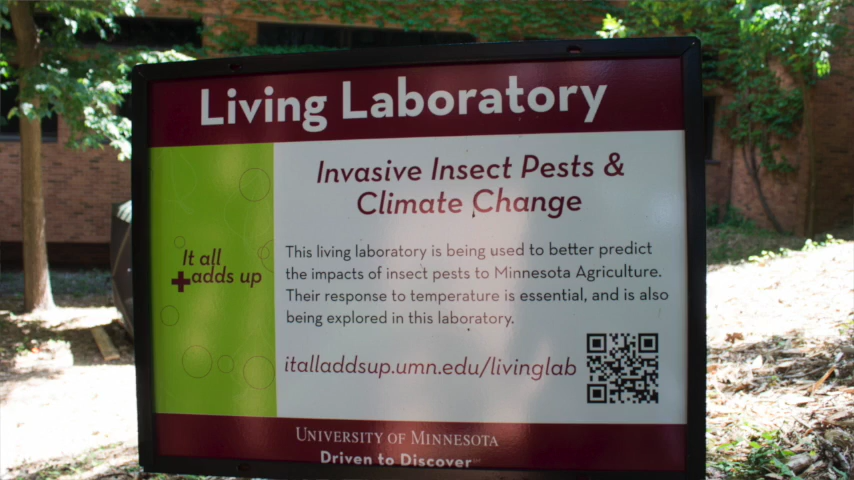 Living Laboratory
Invasive Insect Pests &
Climate Change
It all
+adds up
This living laboratory is being used to better predict
the impacts of insect pests to Minnesota Agriculture.
Their response to temperature is essential, and is also
being explored in this laboratory.
italladdsup.umn.edu/livinglab
University of Minnesota
Driven to Discover℠